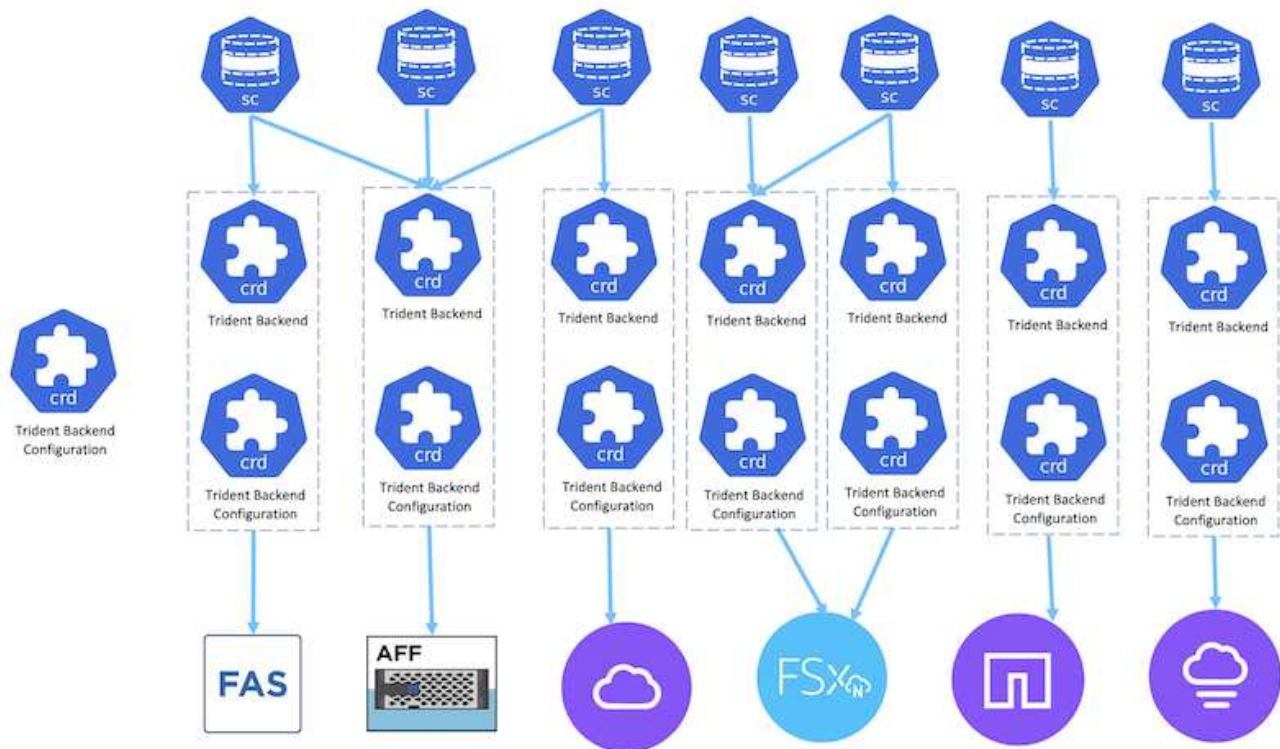 sc
sc
sc
sc
sc
sc
sc
crd
Trident Backend
crd
Trident Backend
crd
Trident Backend
crd
Trident Backend
crd
Trident Backend
crd
Trident Backend
crd
Trident Backend
crd
Trident Backend
Configuration
crd
Trident Backend
Configuration
crd
Trident Backend
Configuration
crd
Trident Backend
Configuration
crd
Trident Backend
Configuration
crd
Trident Backend
Configuration
crd
Trident Backend
Configuration
crd
Trident Backend
Configuration
FAS
AFF
FSxN